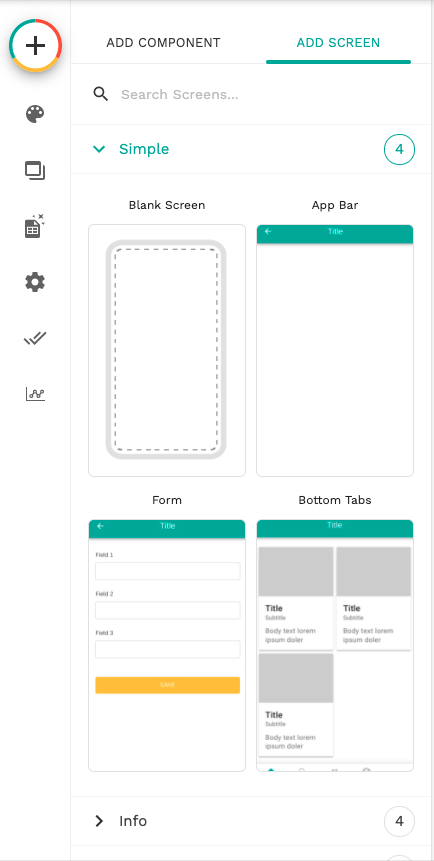 ADD COMPONENT ADD SCREEN
Search Screens...
Simple 4
Blank Screen App Bar
Title
Form Bottom Tabs
Title Title
Field 1
Field 2
Title Title
Subtitle Subtitle
Body text lorem Body text lorem
ipsum doler ipsum doler
Field 3
SAVE
Title
Subtitle
Body text lorem
ipsum doler
Info 4